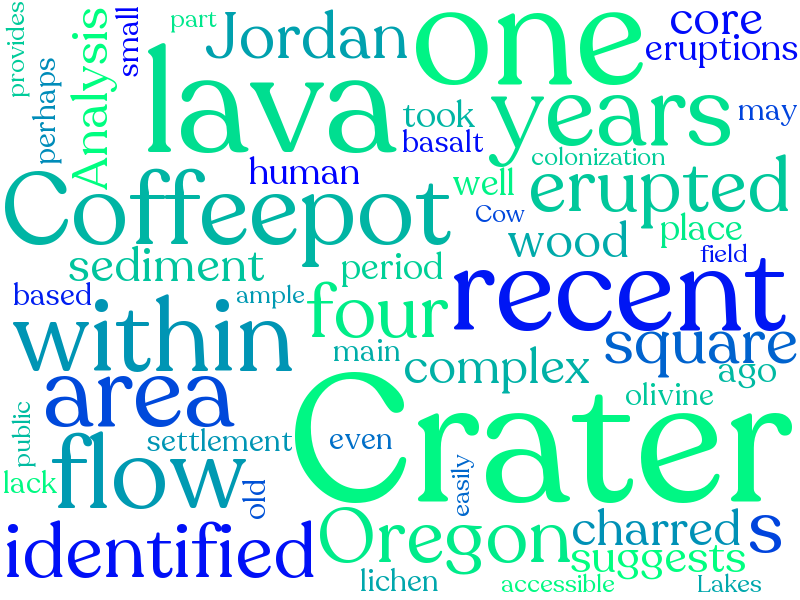 provides
part
small
Analysis
Jordan
one
core
eruptions
perhaps
lava
took
basalt
years
may
human
colonization
Coffeepot
well
erupted
Cow
wood
place
field
sediment
period
recent
based
ample
within
four
square
main
complex
ago
area
olivine
Crater
public
settlement
even
flow
lack
old
easily
identified
Oregon
charred
s
suggests
lichen
accessible
Lakes